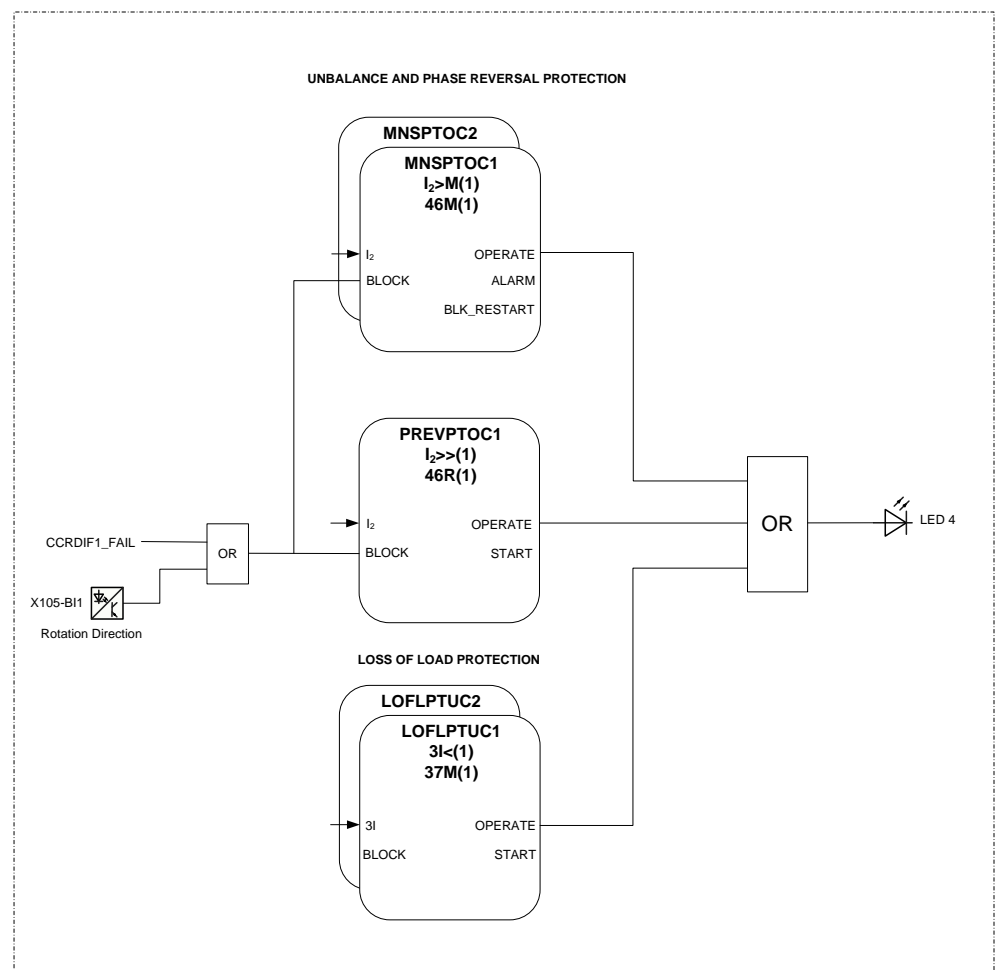 UNBALANCE AND PHASE REVERSAL PROTECTION
MNSPTOC2
MNSPTOC1
I₂>M(1)
46M(1)
I₂
OPERATE
BLOCK
ALARM
BLK_RESTART
PREVPTOC1
I₂>>(1)
46R(1)
I₂
OPERATE
BLOCK
START
CCRDIF1_FAIL
OR
X105-BI1
Rotation Direction
OR
LED 4
LOSS OF LOAD PROTECTION
LOFLPTUC2
LOFLPTUC1
3I<(1)
37M(1)
3I
OPERATE
BLOCK
START